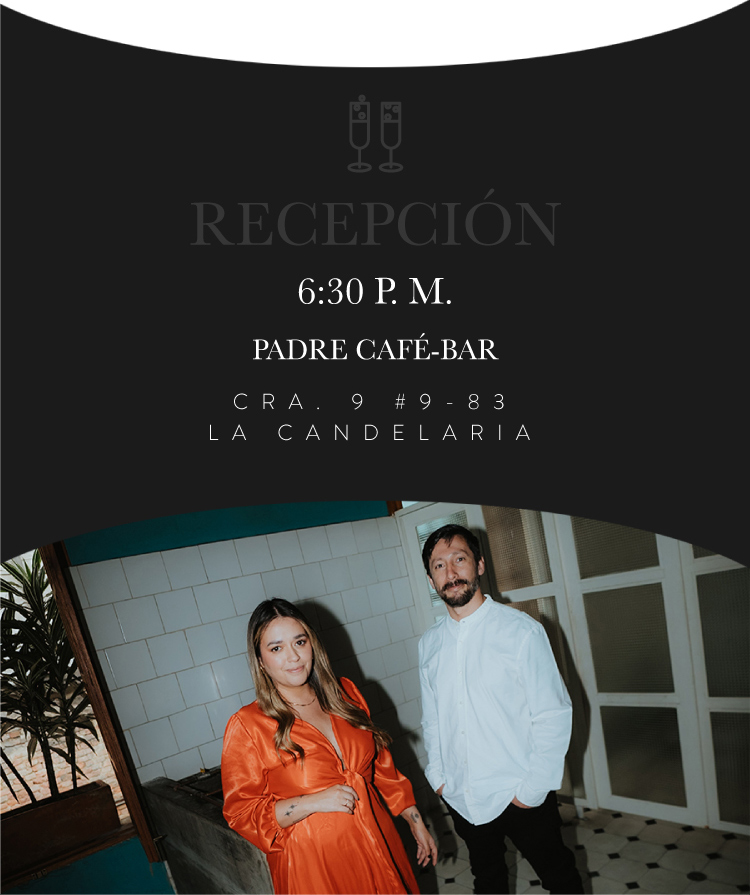 RECEPCIÓN
6:30 P. M.
PADRE CAFÉ-BAR
CRA. 9 #9-83
LA CANDELARIA